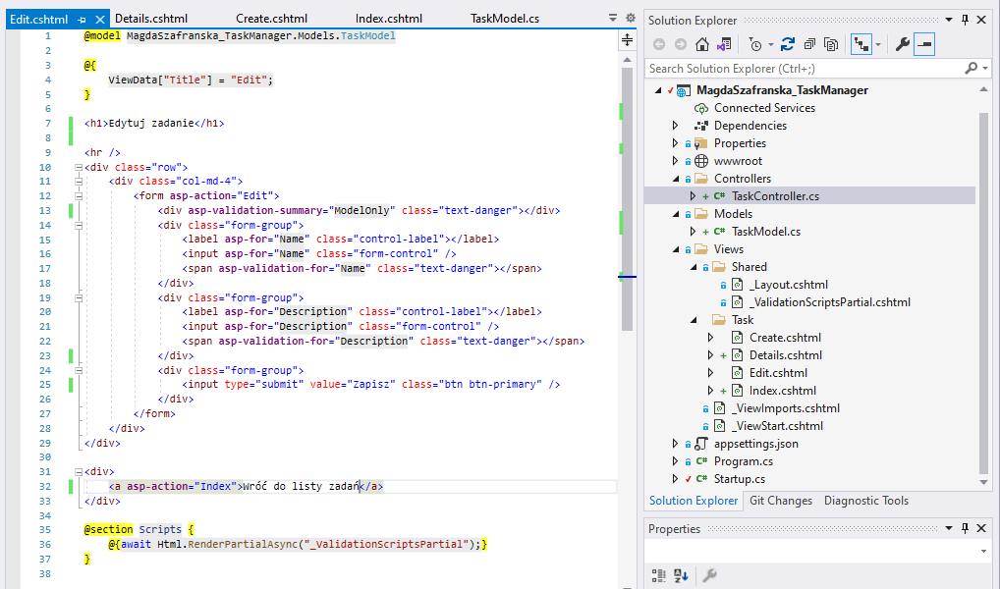 Edit.cshtml
Details.cshtml
Create.cshtml
Index.cshtml
TaskModel.cs
1 @model MagdaSzafranska_TaskManager.Models.TaskModel
2
3 @{
4 ViewData["Title"] = "Edit";
5 }
6
7 <h1>Edytuj zadanie</h1>
8
9 <hr />
10 <div class="row">
11 <div class="col-md-4">
12 <form asp-action="Edit">
13 <div asp-validation-summary="ModelOnly" class="text-danger"></div>
14 <div class="form-group">
15 <label asp-for="Name" class="control-label"></label>
16 <input asp-for="Name" class="form-control" />
17 <span asp-validation-for="Name" class="text-danger"></span>
18 </div>
19 <div class="form-group">
20 <label asp-for="Description" class="control-label"></label>
21 <input asp-for="Description" class="form-control" />
22 <span asp-validation-for="Description" class="text-danger"></span>
23 </div>
24 <div class="form-group">
25 <input type="submit" value="Zapisz" class="btn btn-primary" />
26 </div>
27 </form>
28 </div>
29 </div>
30
31 <div>
32 <a asp-action="Index">Wróć do listy zadań</a>
33 </div>
34
35 @section Scripts {
36 @{await Html.RenderPartialAsync("_ValidationScriptsPartial");}
37 }
38
Solution Explorer
Search Solution Explorer (Ctrl+;)
MagdaSzafranska_TaskManager
Connected Services
Dependencies
Properties
wwwroot
Controllers
C# TaskController.cs
Models
C# TaskModel.cs
Views
Shared
_Layout.cshtml
_ValidationScriptsPartial.cshtml
Task
Create.cshtml
Details.cshtml
Edit.cshtml
Index.cshtml
_ViewImports.cshtml
_ViewStart.cshtml
appsettings.json
C# Program.cs
C# Startup.cs
Solution Explorer Git Changes Diagnostic Tools
Properties